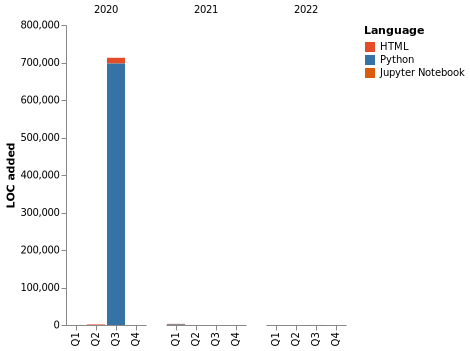 2020 2021 2022
Language
HTML
Python
Jupyter Notebook
LOC added
800,000
700,000
600,000
500,000
400,000
300,000
200,000
100,000
0
Q1 Q2 Q3 Q4 Q1 Q2 Q3 Q4 Q1 Q2 Q3 Q4